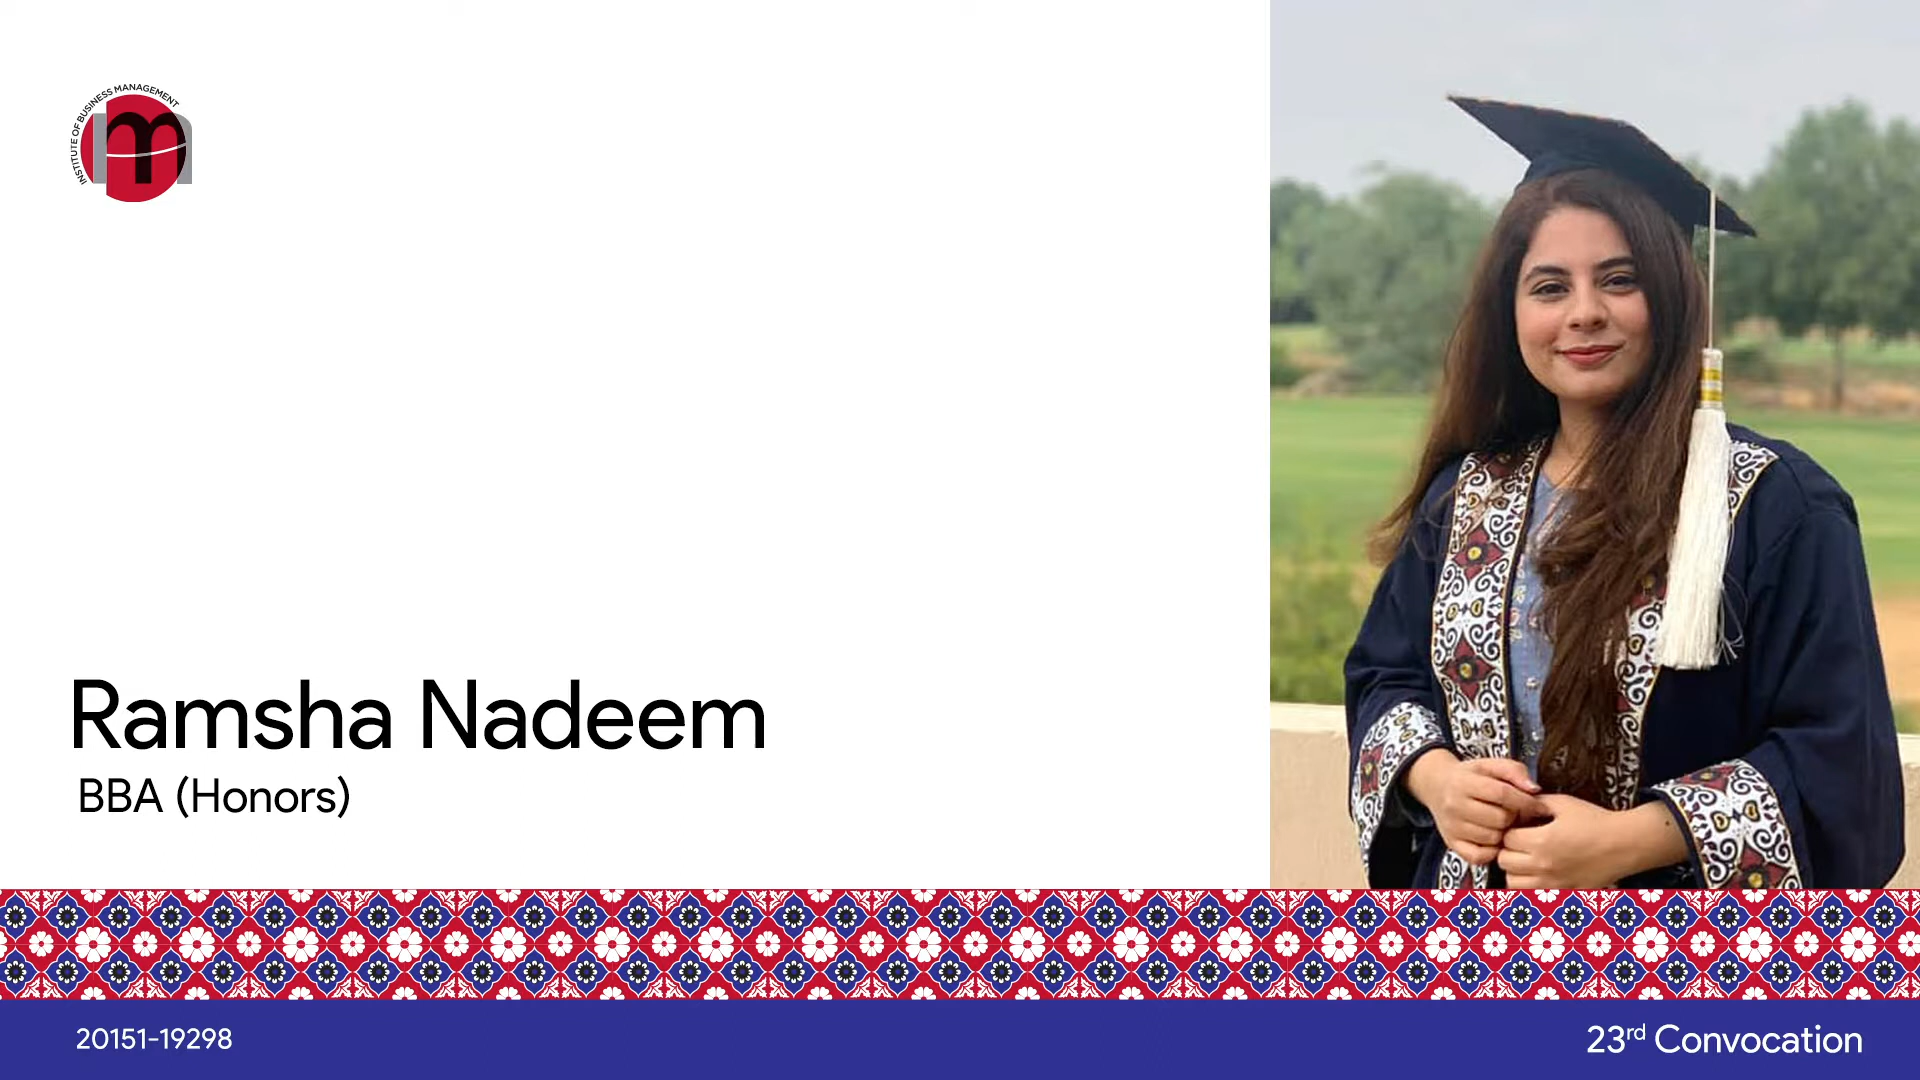 INSTITUTE OF BUSINESS MANAGEMENT
m
Ramsha Nadeem
BBA (Honors)
20151-19298
23rd Convocation